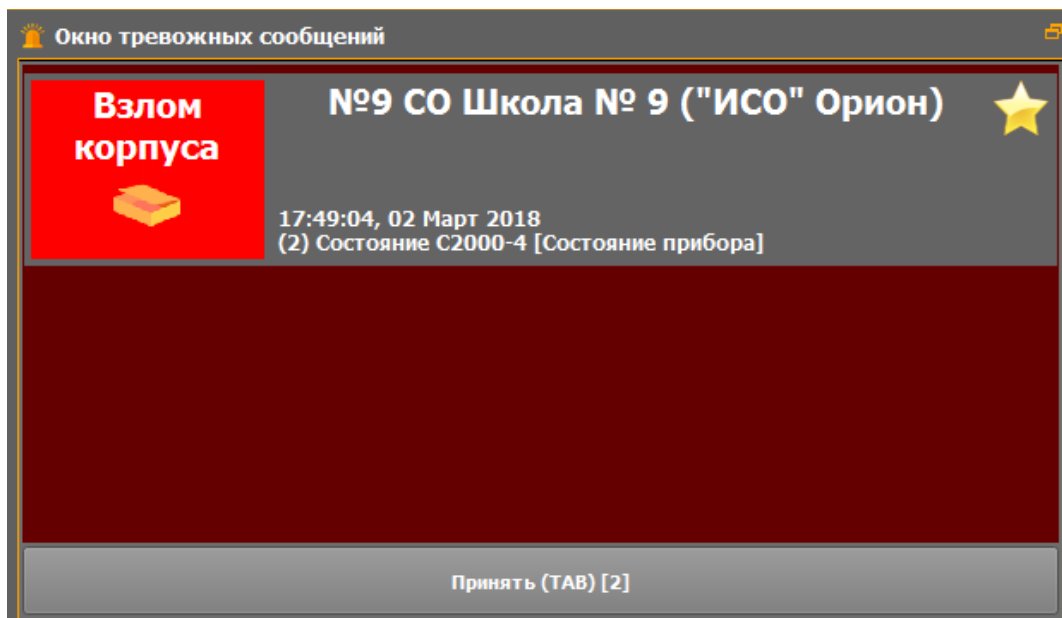 Окно тревожных сообщений
Взлом
корпуса
№9 СО Школа № 9 ("ИСО" Орион)
17:49:04, 02 Март 2018
(2) Состояние С2000-4 [Состояние прибора]
Принять (TAB) [2]